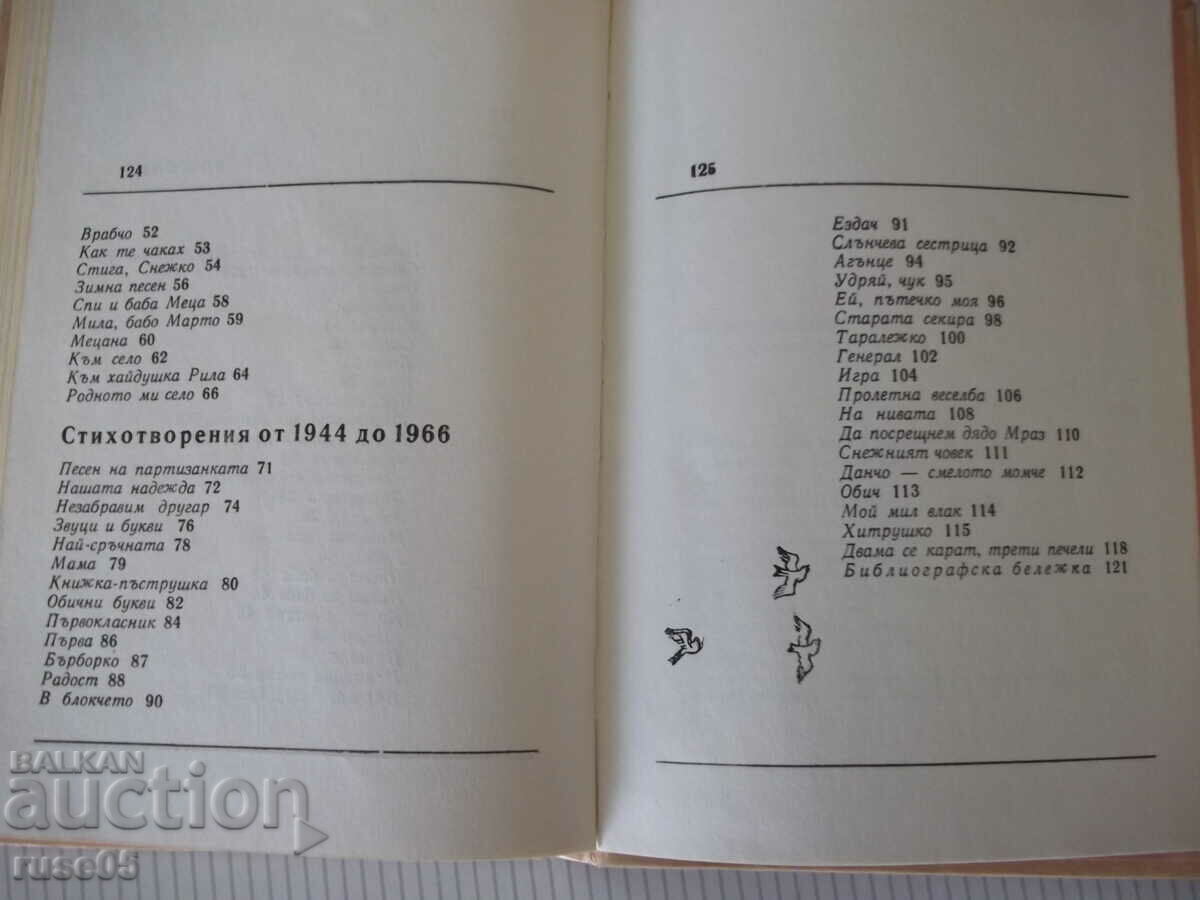 124
Врабчо 52
Как те чаках 53
Стига, Снежко 54
Зимна песен 56
Спи и баба Меца 58
Мила, бабо Марто 59
Мецана 60
Към село 62
Към хайдушка Рила 64
Родното ми село 66
Стихотворения от 1944 до 1966
Песен на партизанката 71
Нашата надежда 72
Незабравим другар 74
Звуци и букви 76
Най-сръчната 78
Мама 79
Книжка-пъструшка 80
Обични букви 82
Първокласник 84
Първа 86
Бърборко 87
Радост 88
В блокчето 90
125
Ездач 91
Слънчева сестрица 92
Агънце 94
Удряй, чук 95
Ей, пътечко моя 96
Старата секира 98
Таралежко 100
Генерал 102
Игра 104
Пролетна веселба 106
На нивата 108
Да посрещнем дядо Мраз 110
Снежният човек 111
Данчо — смелото момче 112
Обич 113
Мой мил влак 114
Хитрушко 115
Двама се карат, трети печели 118
Библиографска бележка 121
BALKAN
auction
ruse05